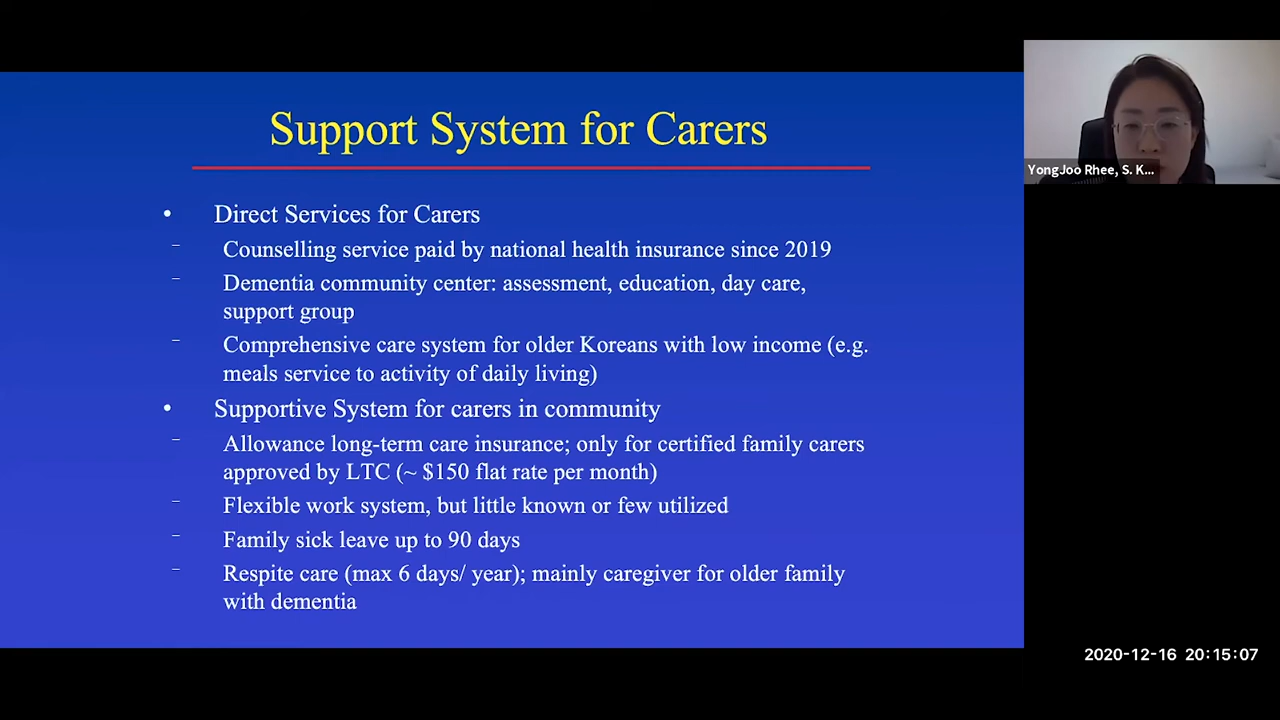 Support System for Carers
• Direct Services for Carers
– Counselling service paid by national health insurance since 2019
– Dementia community center: assessment, education, day care,
support group
– Comprehensive care system for older Koreans with low income (e.g.
meals service to activity of daily living)
• Supportive System for carers in community
– Allowance long-term care insurance; only for certified family carers
approved by LTC (~ $150 flat rate per month)
– Flexible work system, but little known or few utilized
– Family sick leave up to 90 days
– Respite care (max 6 days/ year); mainly caregiver for older family
with dementia
YongJoo Rhee, S. K...
2020-12-16 20:15:07